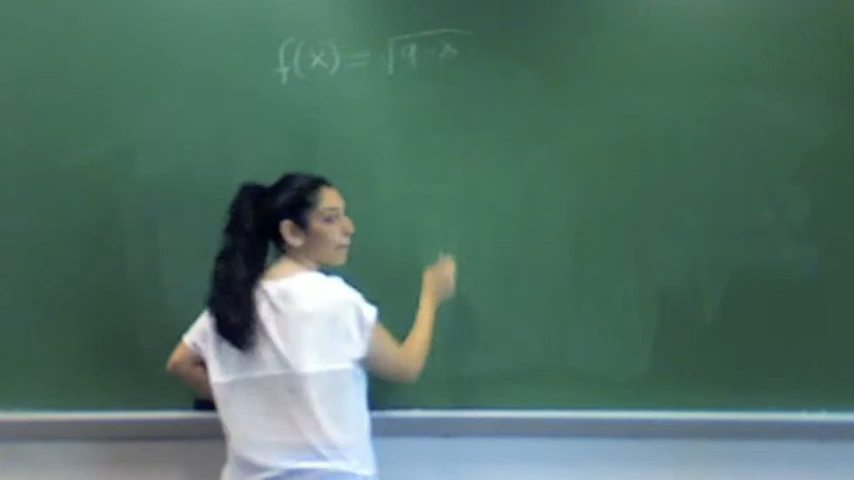 f(x) = √9-x